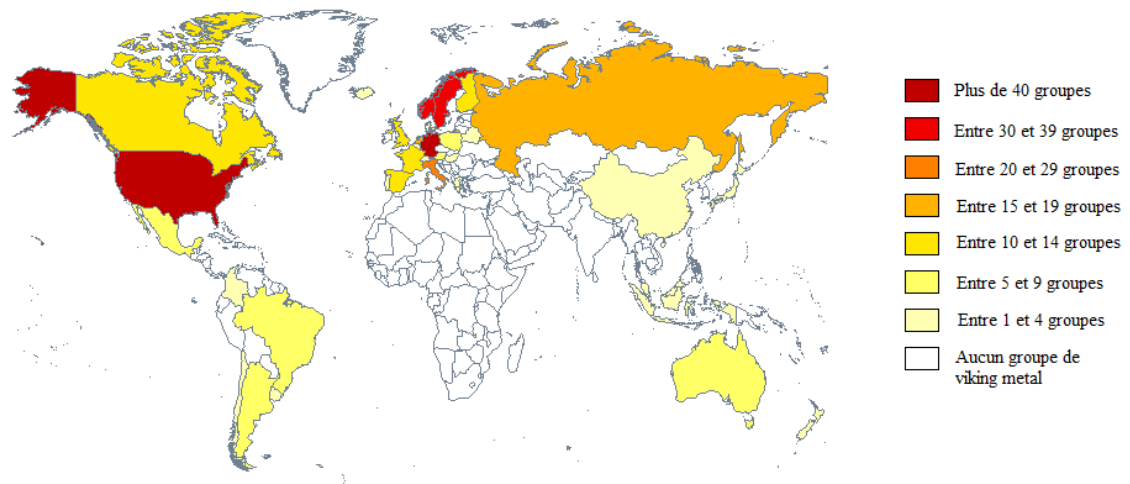 Plus de 40 groupes
Entre 30 et 39 groupes
Entre 20 et 29 groupes
Entre 15 et 19 groupes
Entre 10 et 14 groupes
Entre 5 et 9 groupes
Entre 1 et 4 groupes
Aucun groupe de
viking metal